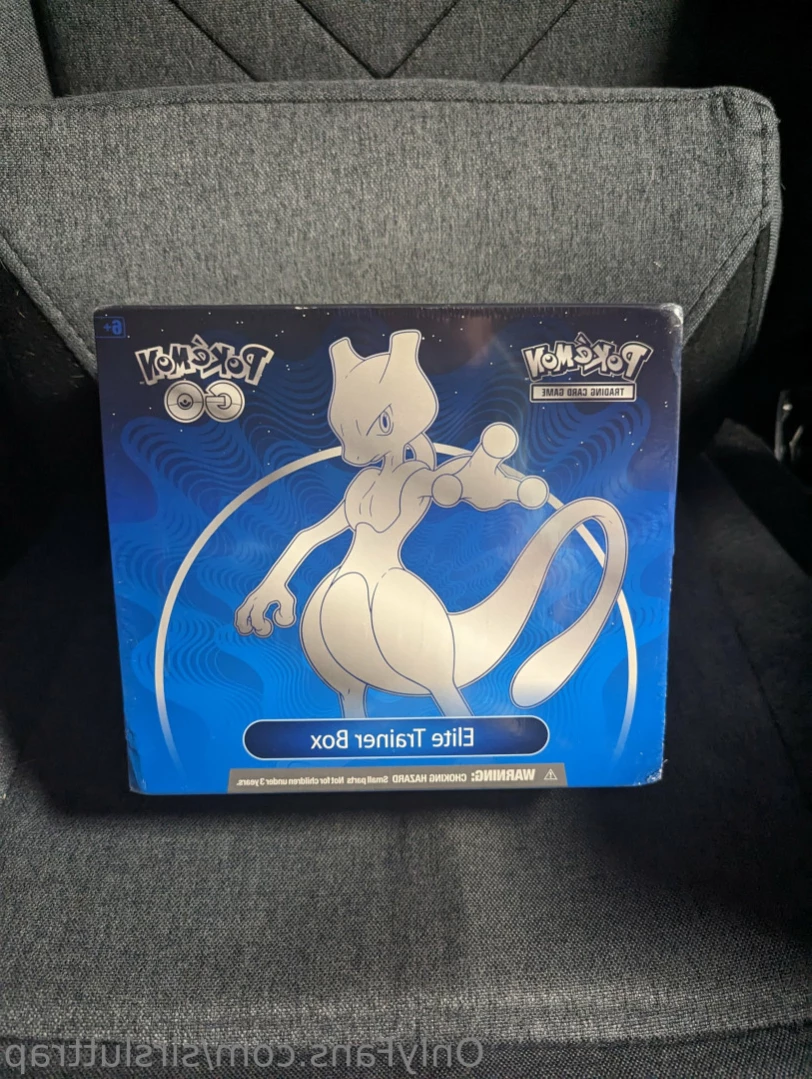 POKéMON
TRADING CARD GAME
POKéMON
GO
6+
Elite Trainer Box
⚠ WARNING: CHOKING HAZARD Small parts Not for children under 3 years.
OnlyFans.com/sirsluttrap